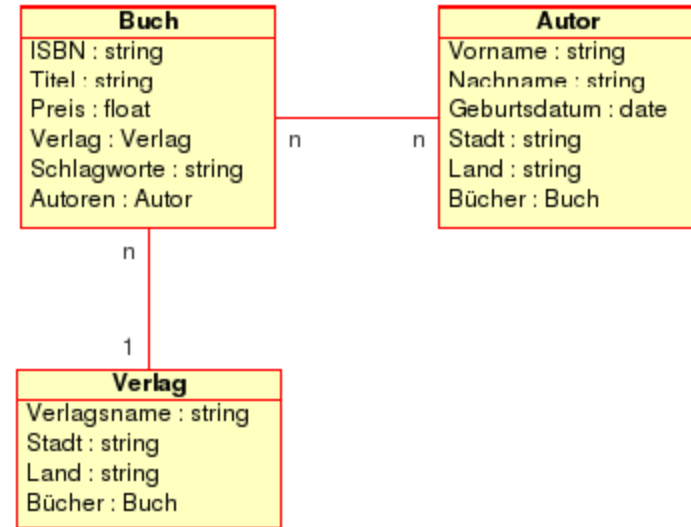 Buch
ISBN : string
Titel : string
Preis : float
Verlag : Verlag
Schlagworte : string
Autoren : Autor
Autor
Vorname : string
Nachname : string
Geburtsdatum : date
Stadt : string
Land : string
Bücher : Buch
n
n
n
1
Verlag
Verlagsname : string
Stadt : string
Land : string
Bücher : Buch